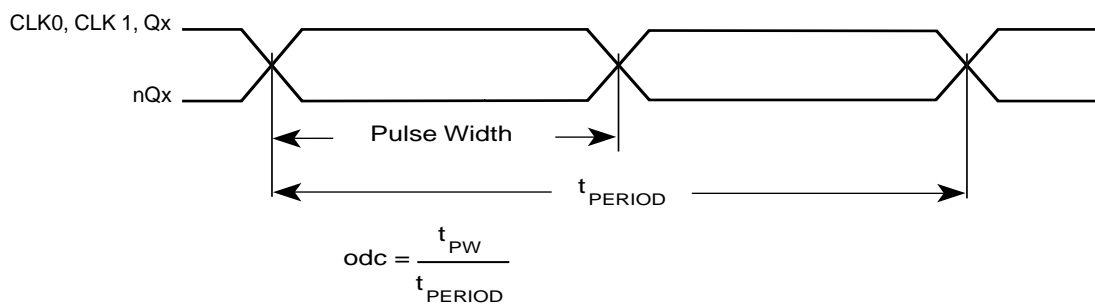 CLK0, CLK 1, Qx
nQx
Pulse Width
tPERIOD
odc = tPW
tPERIOD